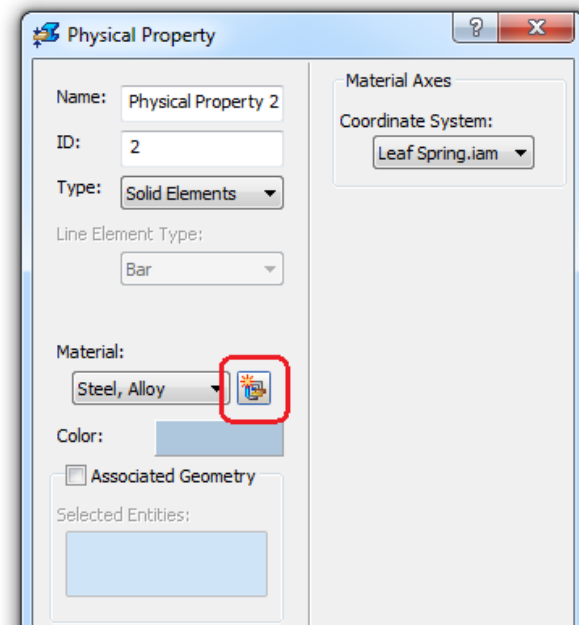 Physical Property
Name: Physical Property 2
ID: 2
Type: Solid Elements
Line Element Type:
Bar
Material:
Steel, Alloy
Color:
Associated Geometry
Selected Entities:
Material Axes
Coordinate System:
Leaf Spring.iam